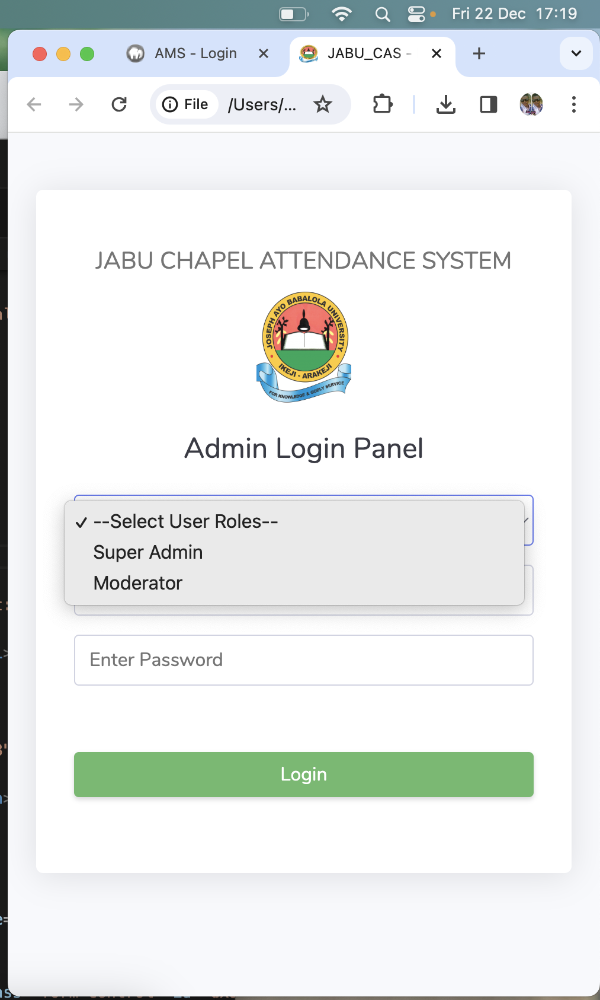 Fri 22 Dec 17:19
AMS - Login
JABU_CAS -
File /Users/...
JABU CHAPEL ATTENDANCE SYSTEM
JOSEPH AYO BABALOLA UNIVERSITY
IKEJI - ARAKEJI
FOR KNOWLEDGE & GODLY SERVICE
Admin Login Panel
--Select User Roles--
Super Admin
Moderator
Enter Password
Login